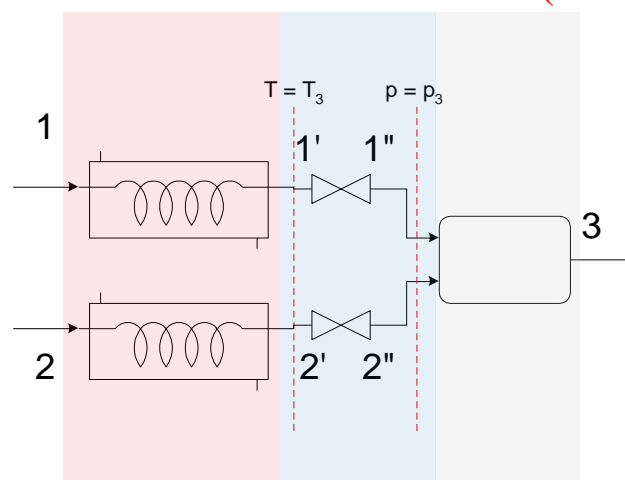 T = T3 p = p3
1 1' 1"
3
2 2' 2"